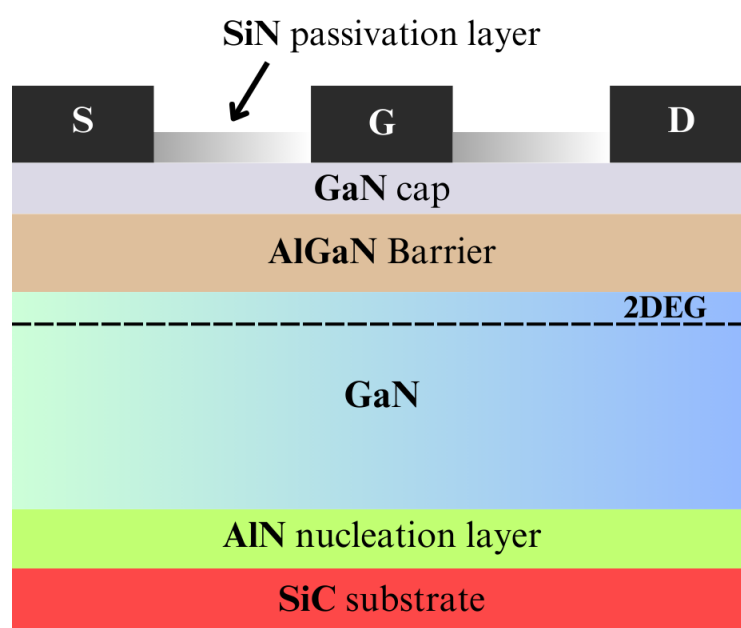 SiN passivation layer
S
G
D
GaN cap
AlGaN Barrier
2DEG
GaN
AlN nucleation layer
SiC substrate